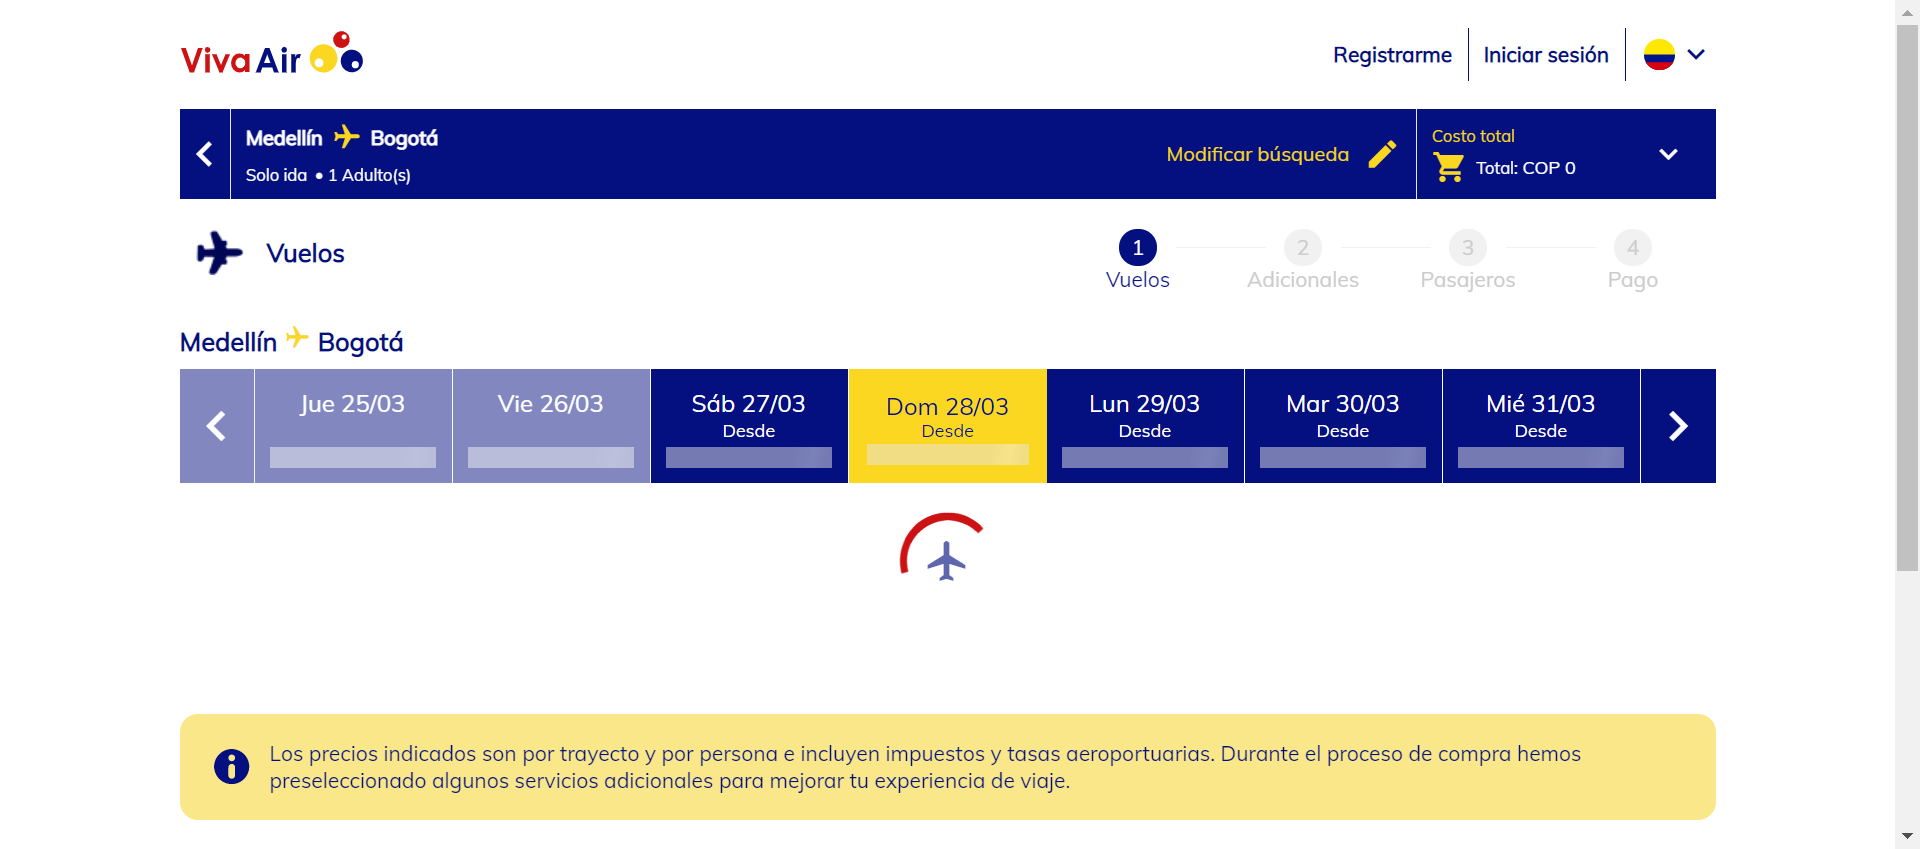 Viva Air
Registrarme
Iniciar sesión
Medellín Bogotá
Solo ida • 1 Adulto(s)
Modificar búsqueda
Costo total
Total: COP 0
Vuelos
1
Vuelos
2
Adicionales
3
Pasajeros
4
Pago
Medellín Bogotá
Jue 25/03
Vie 26/03
Sáb 27/03
Desde
Dom 28/03
Desde
Lun 29/03
Desde
Mar 30/03
Desde
Mié 31/03
Desde
Los precios indicados son por trayecto y por persona e incluyen impuestos y tasas aeroportuarias. Durante el proceso de compra hemos
preseleccionado algunos servicios adicionales para mejorar tu experiencia de viaje.